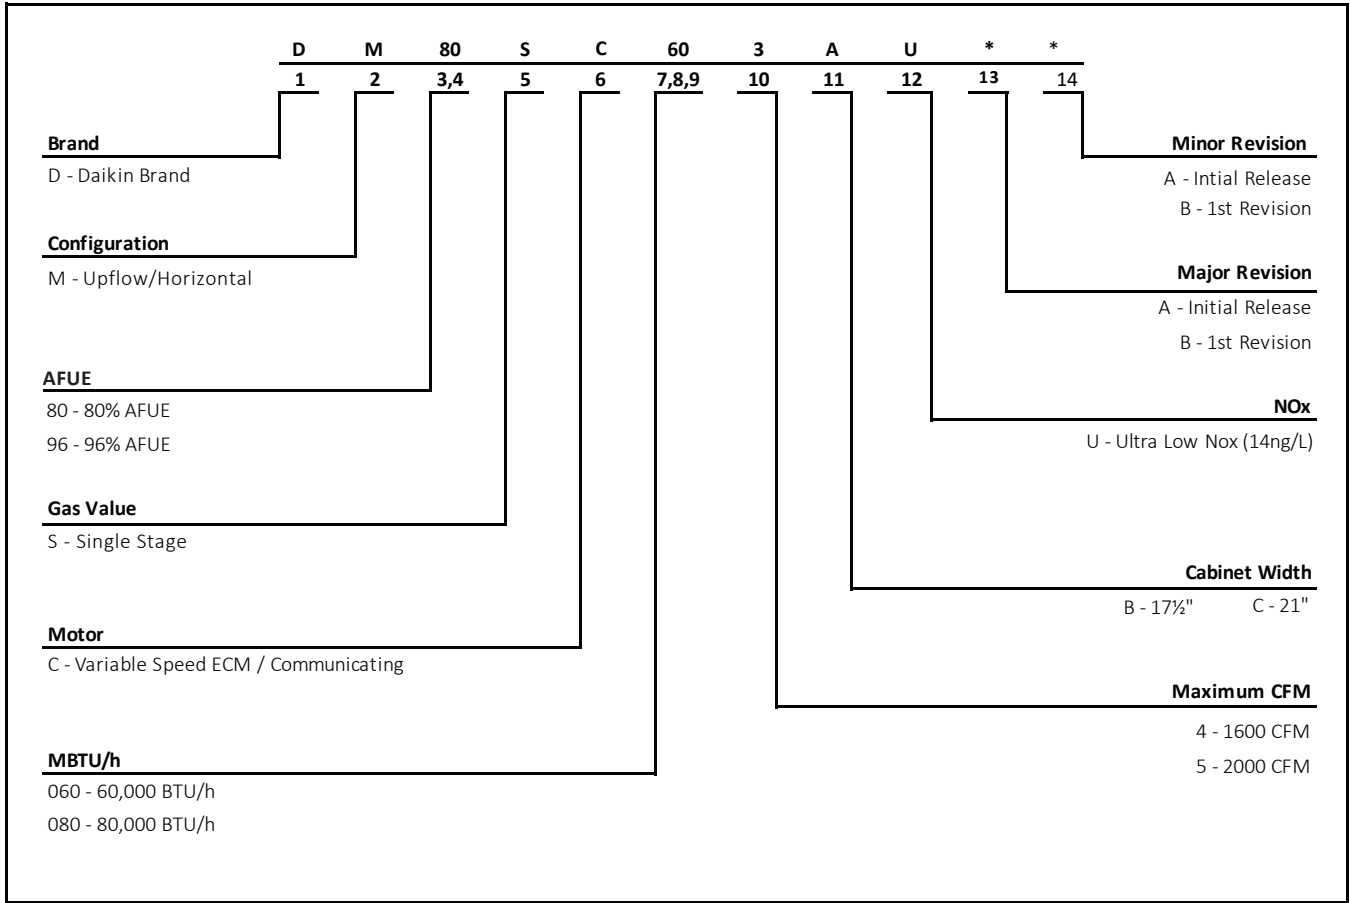 D M 80 S C 60 3 A U * *
1 2 3,4 5 6 7,8,9 10 11 12 13 14
Brand
D - Daikin Brand
Configuration
M - Upflow/Horizontal
AFUE
80 - 80% AFUE
96 - 96% AFUE
Gas Value
S - Single Stage
Motor
C - Variable Speed ECM / Communicating
MBTU/h
060 - 60,000 BTU/h
080 - 80,000 BTU/h
Minor Revision
A - Intial Release
B - 1st Revision
Major Revision
A - Initial Release
B - 1st Revision
NOx
U - Ultra Low Nox (14ng/L)
Cabinet Width
B - 17½" C - 21"
Maximum CFM
4 - 1600 CFM
5 - 2000 CFM